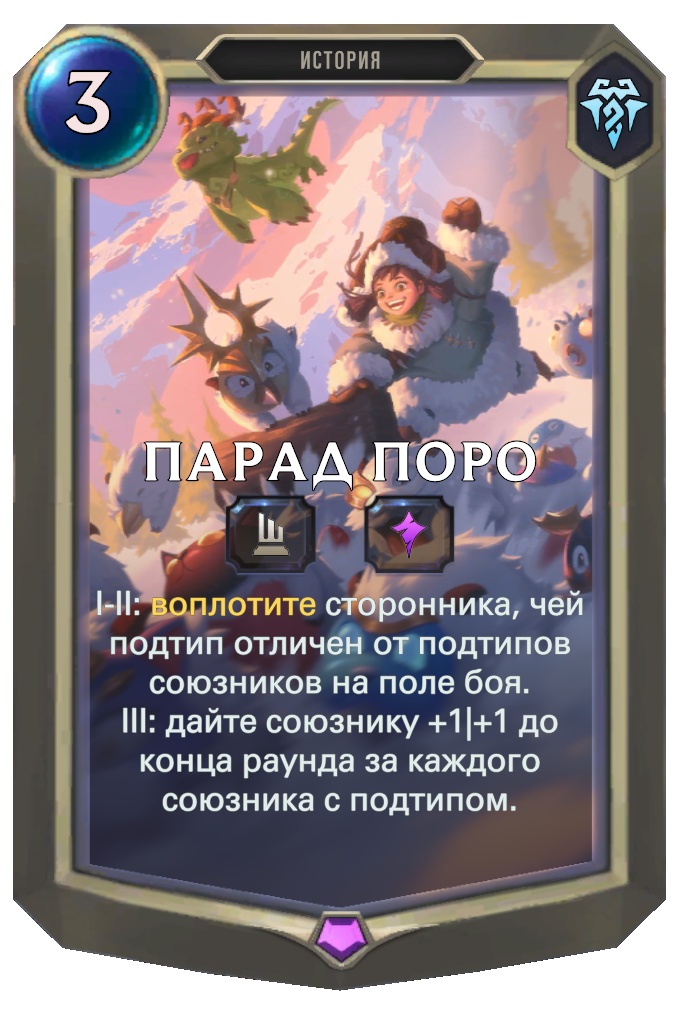 ИСТОРИЯ
3
ПАРАД ПОРО
I-II: воплотите сторонника, чей
подтип отличен от подтипов
союзников на поле боя.
III: дайте союзнику +1|+1 до
конца раунда за каждого
союзника с подтипом.